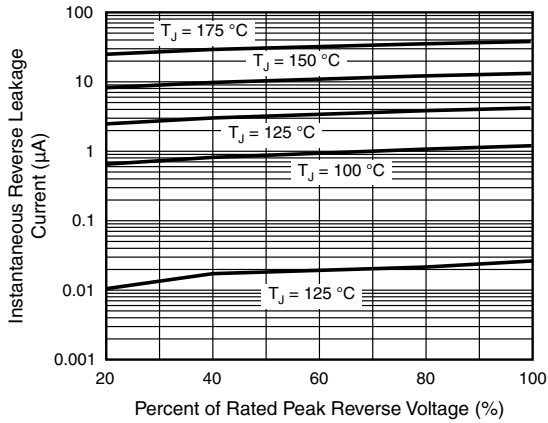 Instantaneous Reverse Leakage
Current (µA)
100
10
1
0.1
0.01
0.001
T_J = 175 °C
T_J = 150 °C
T_J = 125 °C
T_J = 100 °C
T_J = 125 °C
20
40
60
80
100
Percent of Rated Peak Reverse Voltage (%)